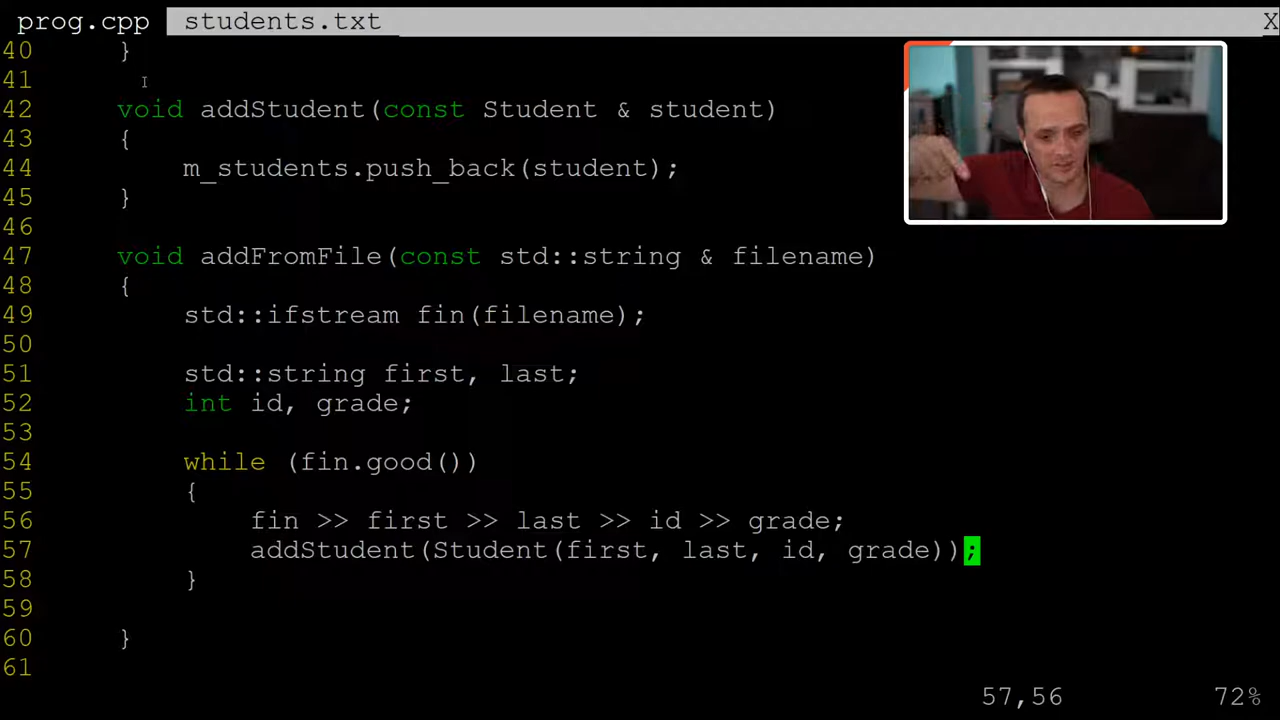 prog.cpp students.txt X
40 }
41
42 void addStudent(const Student & student)
43 {
44 m_students.push_back(student);
45 }
46
47 void addFromFile(const std::string & filename)
48 {
49 std::ifstream fin(filename);
50
51 std::string first, last;
52 int id, grade;
53
54 while (fin.good())
55 {
56 fin >> first >> last >> id >> grade;
57 addStudent(Student(first, last, id, grade));
58 }
59
60 }
61
57,56 72%